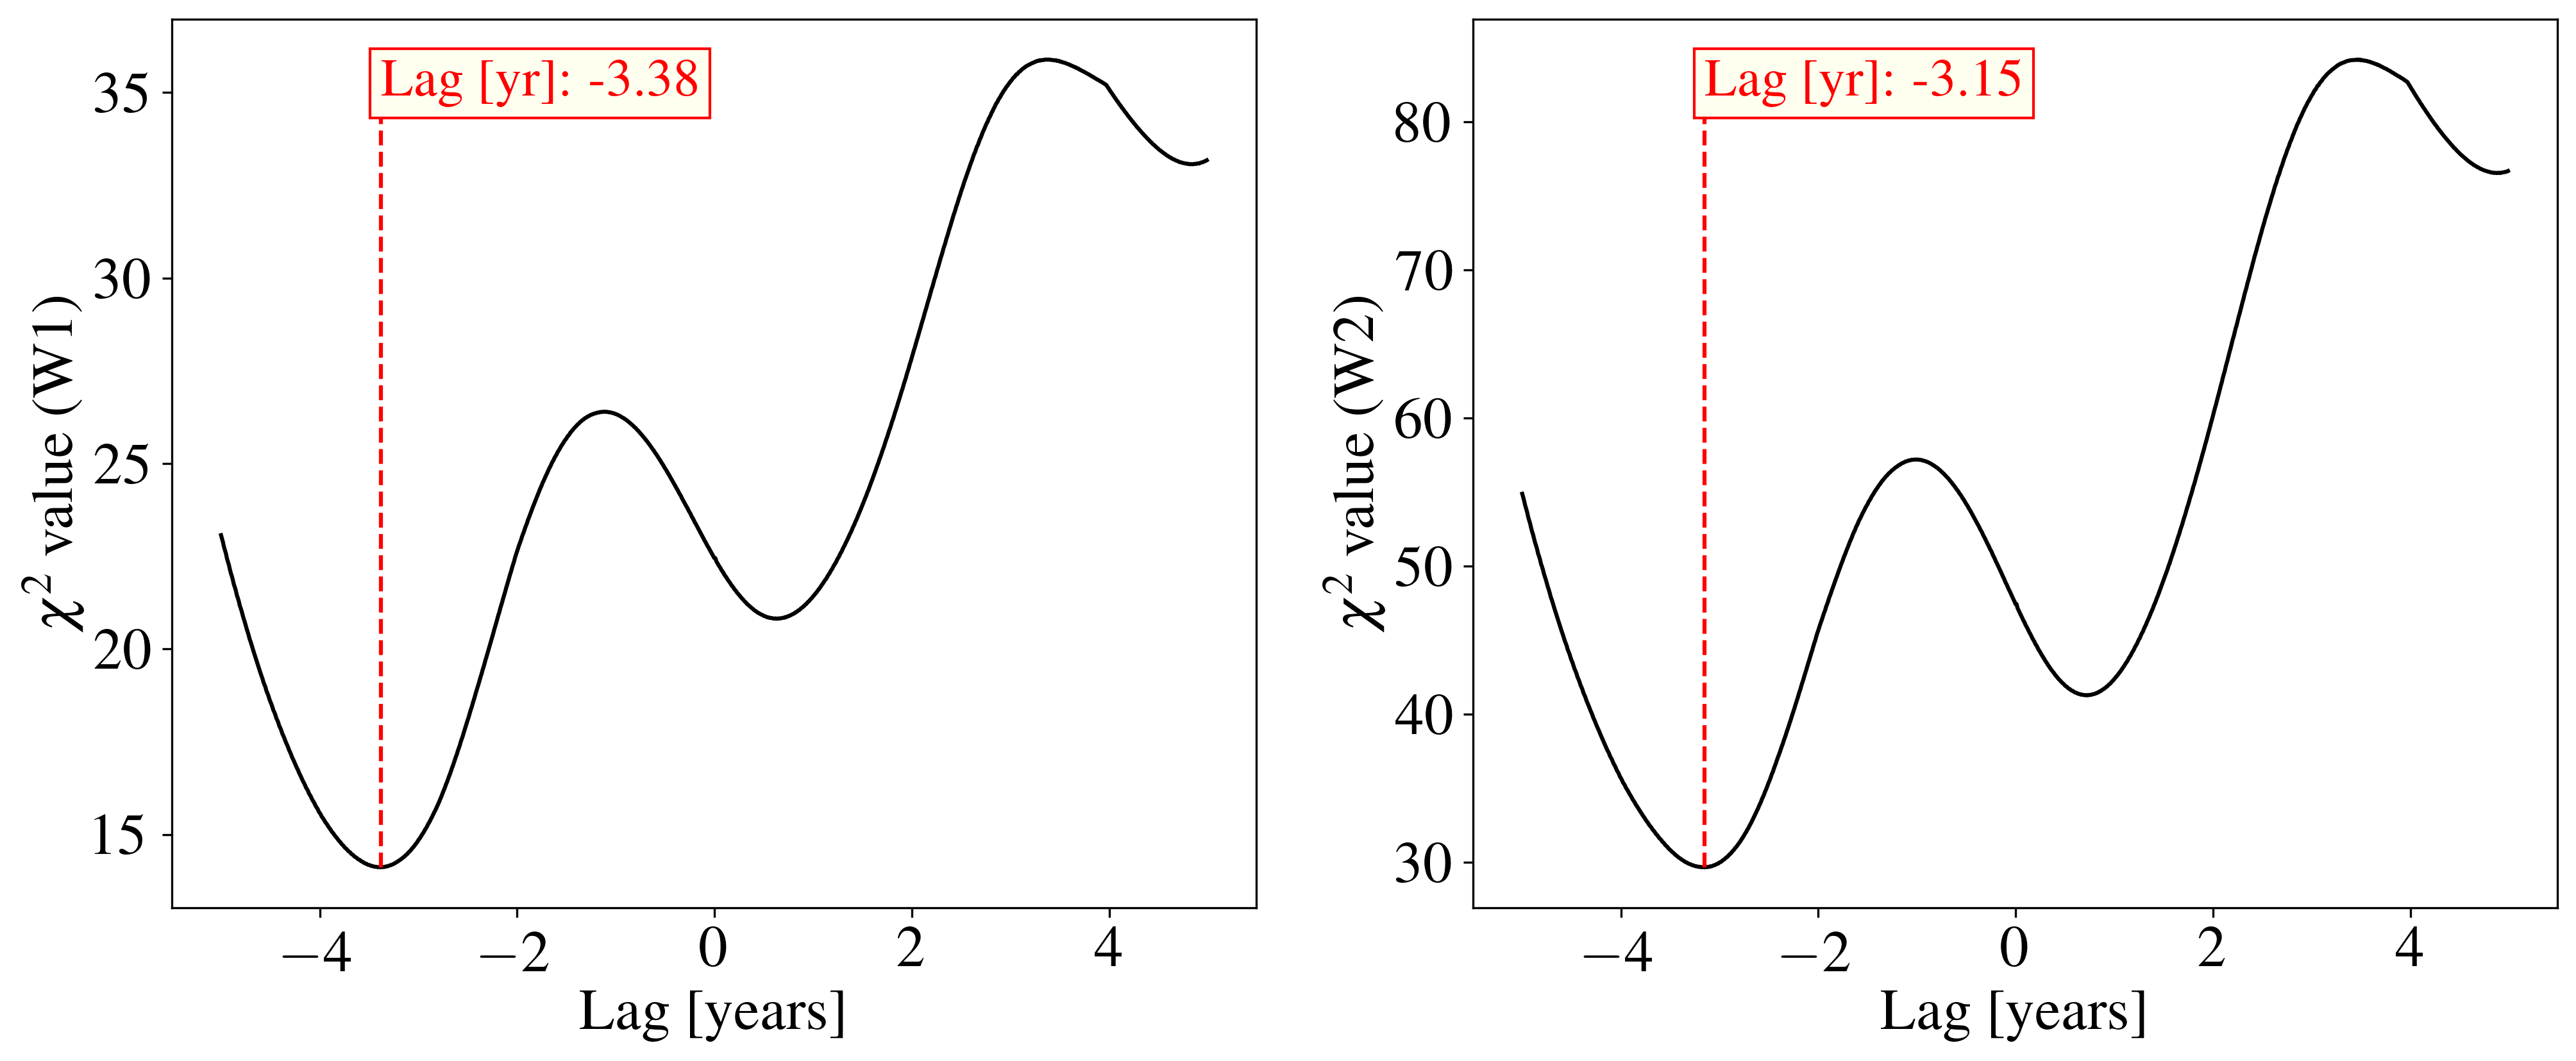 Lag [yr]: -3.38
35
30
25
20
15
χ² value (W1)
−4 −2 0 2 4
Lag [years]
Lag [yr]: -3.15
80
70
60
50
40
30
χ² value (W2)
−4 −2 0 2 4
Lag [years]